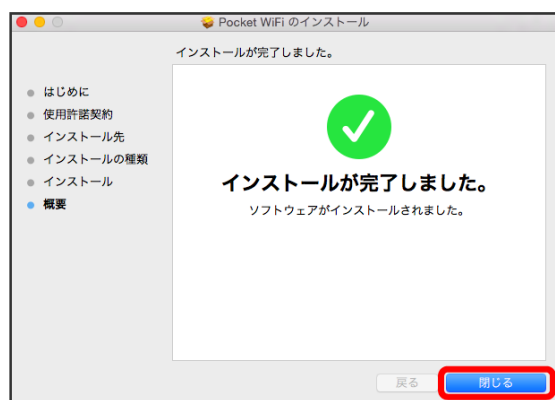 Pocket WiFi のインストール
インストールが完了しました。
はじめに
使用許諾契約
インストール先
インストールの種類
インストール
概要
インストールが完了しました。
ソフトウェアがインストールされました。
戻る
閉じる